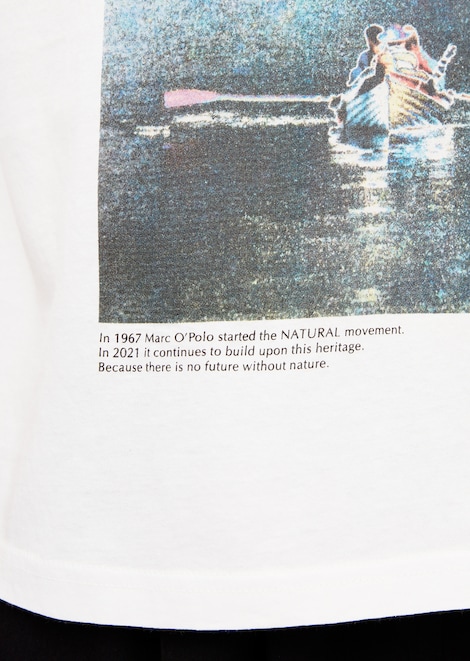 In 1967 Marc O'Polo started the NATURAL movement.
In 2021 it continues to build upon this heritage.
Because there is no future without nature.